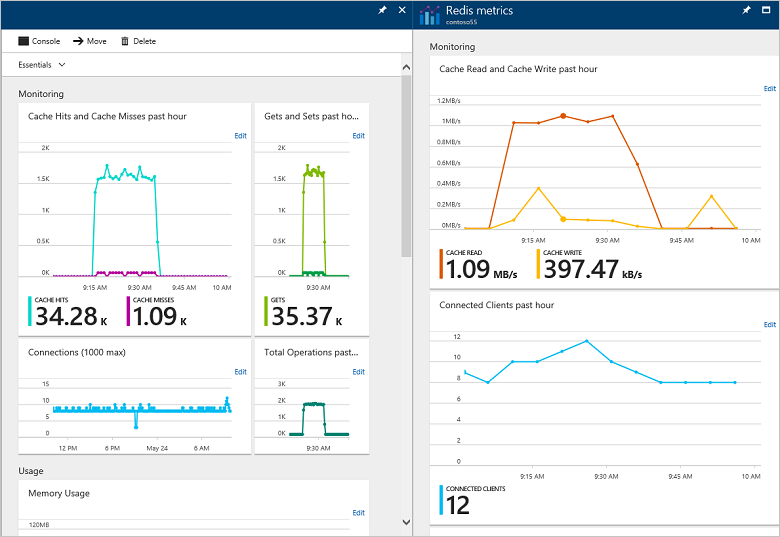 Console Move Delete
Essentials
Monitoring
Cache Hits and Cache Misses past hour
Edit
2K
1.5K
1K
0.5K
0K
9:15 AM 9:30 AM 9:45 AM 10 AM
CACHE HITS
34.28 K
CACHE MISSES
1.09 K
Gets and Sets past ho...
Edit
2K
1.5K
1K
0.5K
0K
9:30 AM
GETS
35.37 K
Connections (1000 max)
Edit
15
10
5
0
12 PM 6 PM May 24 6 AM
Total Operations past...
Edit
3K
2K
1K
0K
9:30 AM
Usage
Memory Usage
Edit
120MB
Redis metrics
contoso55
Monitoring
Cache Read and Cache Write past hour
Edit
1.2MB/s
1MB/s
0.8MB/s
0.6MB/s
0.4MB/s
0.2MB/s
0MB/s
9:15 AM 9:30 AM 9:45 AM 10 AM
CACHE READ
1.09 MB/S
CACHE WRITE
397.47 kB/S
Connected Clients past hour
Edit
12
10
8
6
4
2
0
9:15 AM 9:30 AM 9:45 AM 10 AM
CONNECTED CLIENTS
12